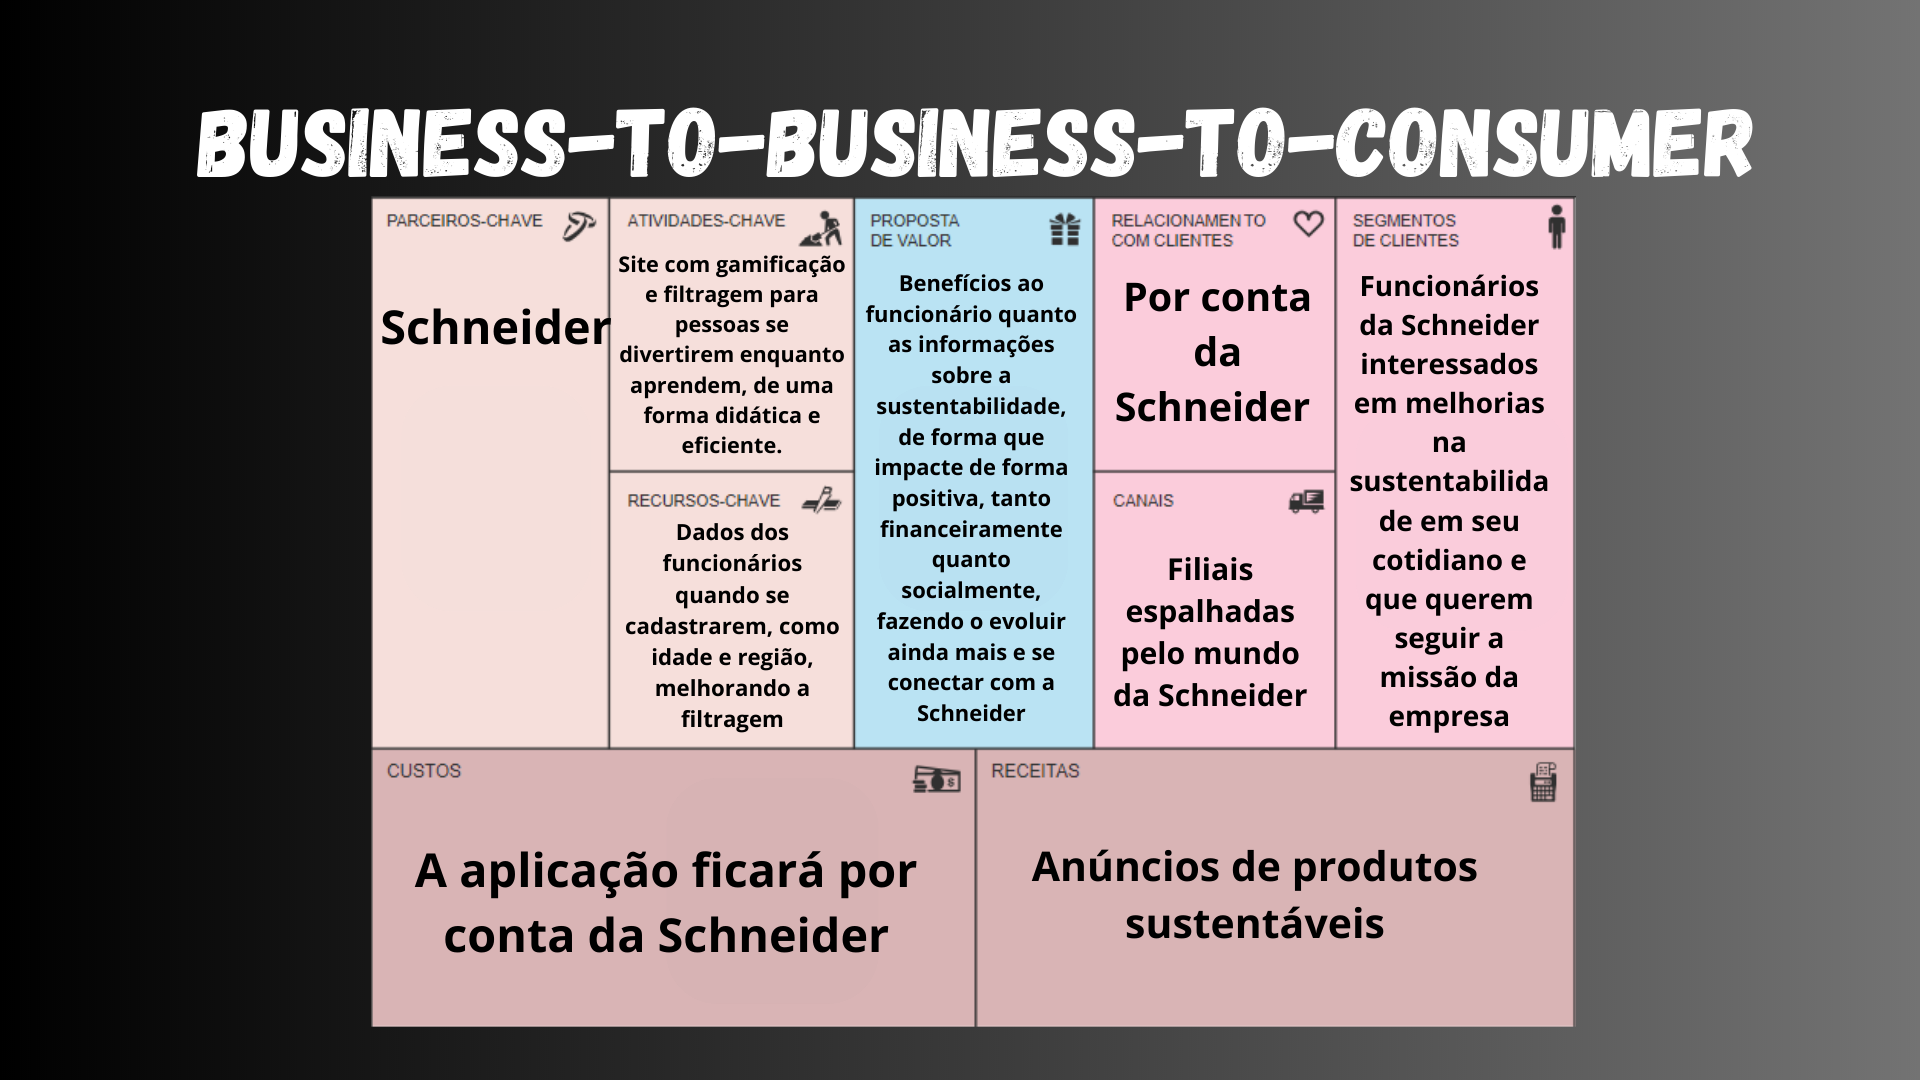 BUSINESS-TO-BUSINESS-TO-CONSUMER
PARCEIROS-CHAVE
Schneider
ATIVIDADES-CHAVE
Site com gamificação
e filtragem para
pessoas se
divertirem enquanto
aprendem, de uma
forma didática e
eficiente.
RECURSOS-CHAVE
Dados dos
funcionários
quando se
cadastrarem, como
idade e região,
melhorando a
filtragem
PROPOSTA
DE VALOR
Benefícios ao
funcionário quanto
as informações
sobre a
sustentabilidade,
de forma que
impacte de forma
positiva, tanto
financeiramente
quanto
socialmente,
fazendo o evoluir
ainda mais e se
conectar com a
Schneider
RELACIONAMENTO
COM CLIENTES
Por conta
da
Schneider
CANAIS
Filiais
espalhadas
pelo mundo
da Schneider
SEGMENTOS
DE CLIENTES
Funcionários
da Schneider
interessados
em melhorias
na
sustentabilida
de em seu
cotidiano e
que querem
seguir a
missão da
empresa
CUSTOS
A aplicação ficará por
conta da Schneider
RECEITAS
Anúncios de produtos
sustentáveis